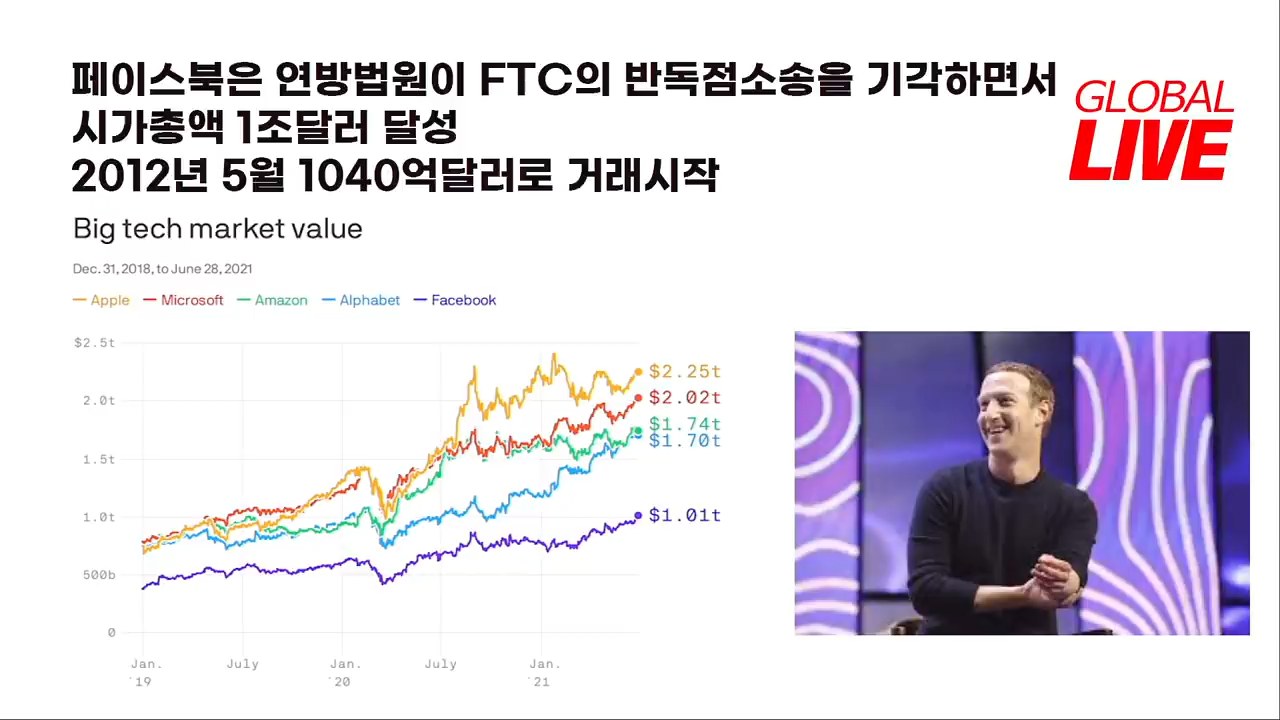 페이스북은 연방법원이 FTC의 반독점소송을 기각하면서
시가총액 1조달러 달성
2012년 5월 1040억달러로 거래시작
GLOBAL
LIVE
Big tech market value
Dec. 31, 2018, to June 28, 2021
Apple Microsoft Amazon Alphabet Facebook
$2.5t
2.0t
1.5t
1.0t
500b
0
$2.25t
$2.02t
$1.74t
$1.70t
$1.01t
Jan. July Jan. July Jan.
'19 '20 '21